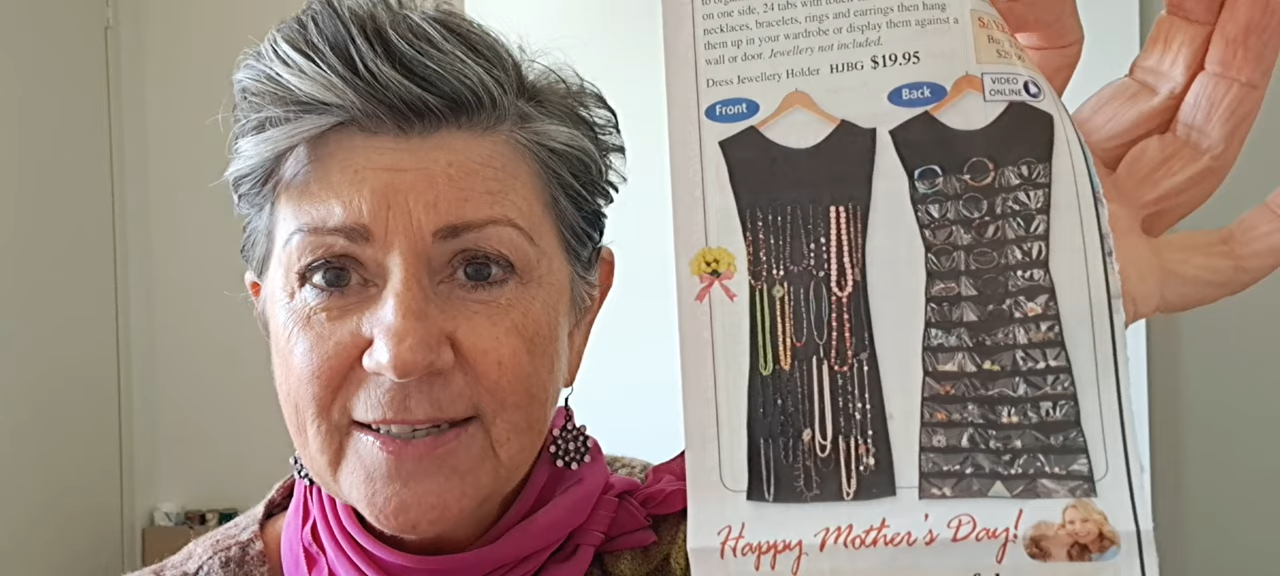 on one side, 24 tabs with touch
necklaces, bracelets, rings and earrings then hang
them up in your wardrobe or display them against a
wall or door. Jewellery not included.
Dress Jewellery Holder HJBG $19.95
SAVE
Buy
VIDEO
ONLINE
Front
Back
Happy Mother's Day!